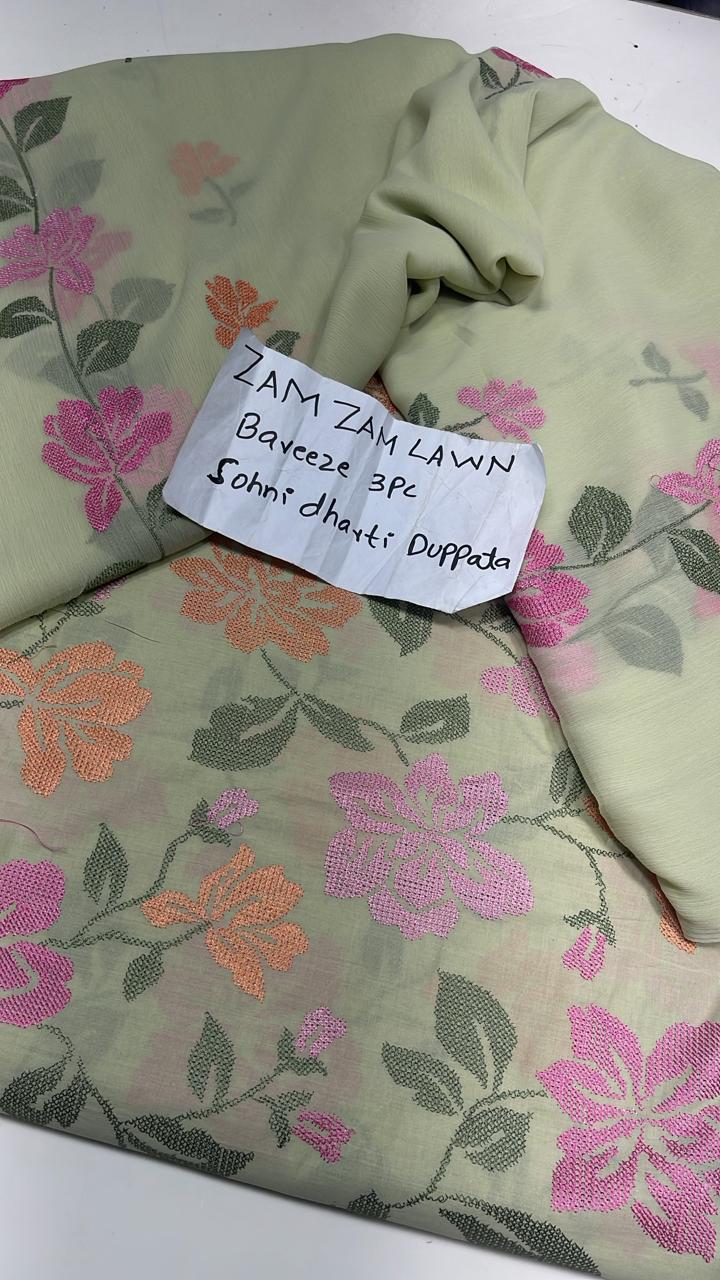 ZAM ZAM LAWN
Baveeze 3PC
Sohni dharti Duppata